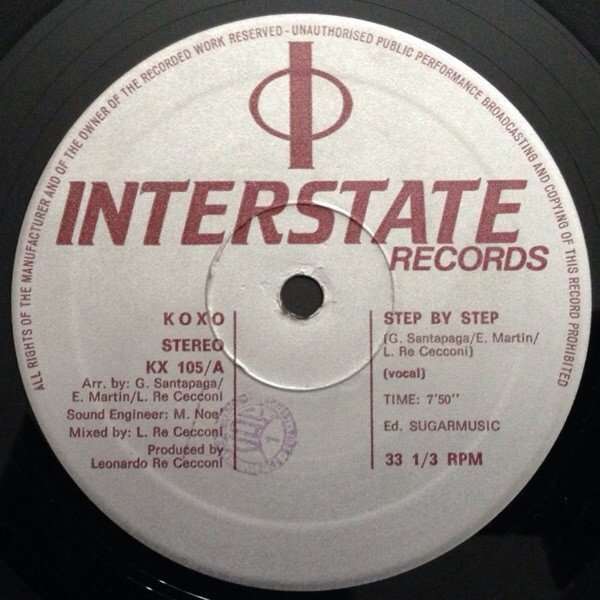 ALL RIGHTS OF THE MANUFACTURER AND OF THE OWNER OF THE RECORDED WORK RESERVED - UNAUTHORISED PUBLIC PERFORMANCE BROADCASTING AND COPYING OF THIS RECORD PROHIBITED
INTERSTATE
RECORDS
KOXO
STEREO
KX 105/A
Arr. by: G. Santapaga/
E. Martin/L. Re Cecconi
Sound Engineer: M. Noe'
Mixed by: L. Re Cecconi
Produced by
Leonardo Re Cecconi
STEP BY STEP
(G. Santapaga/E. Martin/
L. Re Cecconi)
(vocal)
TIME: 7'50''
Ed. SUGARMUSIC
33 1/3 RPM